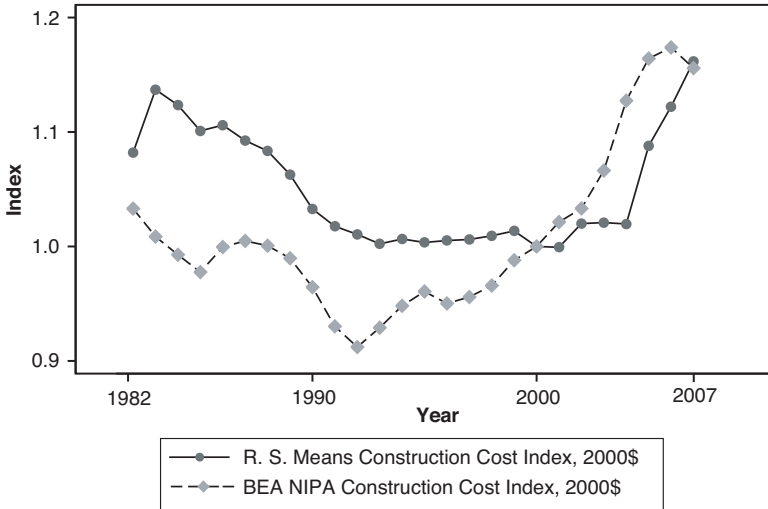 1.2
1.1
1.0
0.9
Index
1982
1990
2000
2007
Year
R. S. Means Construction Cost Index, 2000$
BEA NIPA Construction Cost Index, 2000$